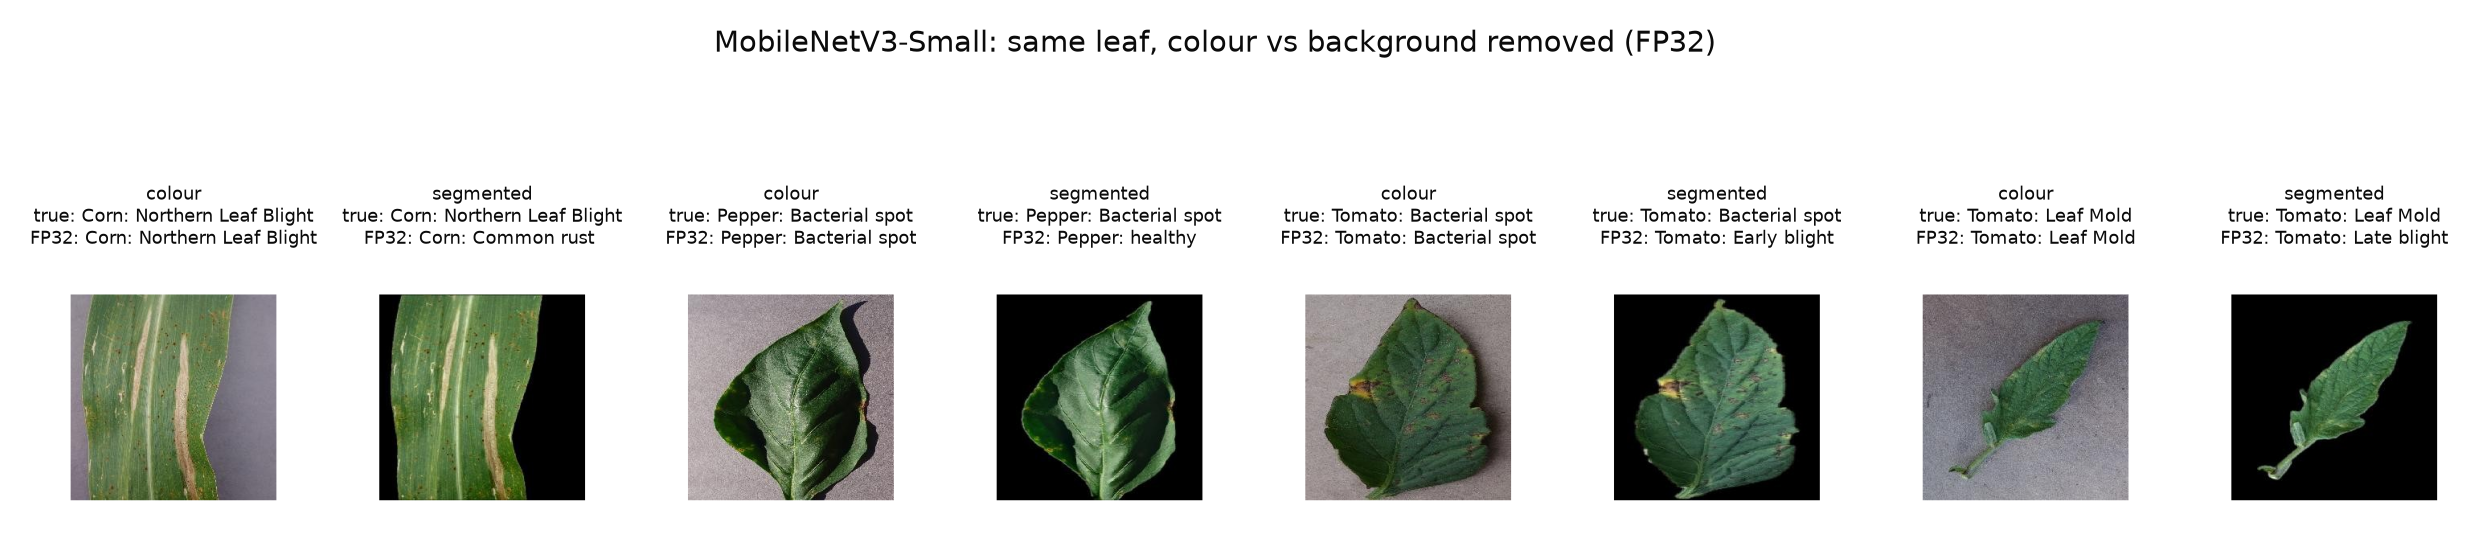 MobileNetV3-Small: same leaf, colour vs background removed (FP32)
colour
true: Corn: Northern Leaf Blight
FP32: Corn: Northern Leaf Blight
segmented
true: Corn: Northern Leaf Blight
FP32: Corn: Common rust
colour
true: Pepper: Bacterial spot
FP32: Pepper: Bacterial spot
segmented
true: Pepper: Bacterial spot
FP32: Pepper: healthy
colour
true: Tomato: Bacterial spot
FP32: Tomato: Bacterial spot
segmented
true: Tomato: Bacterial spot
FP32: Tomato: Early blight
colour
true: Tomato: Leaf Mold
FP32: Tomato: Leaf Mold
segmented
true: Tomato: Leaf Mold
FP32: Tomato: Late blight